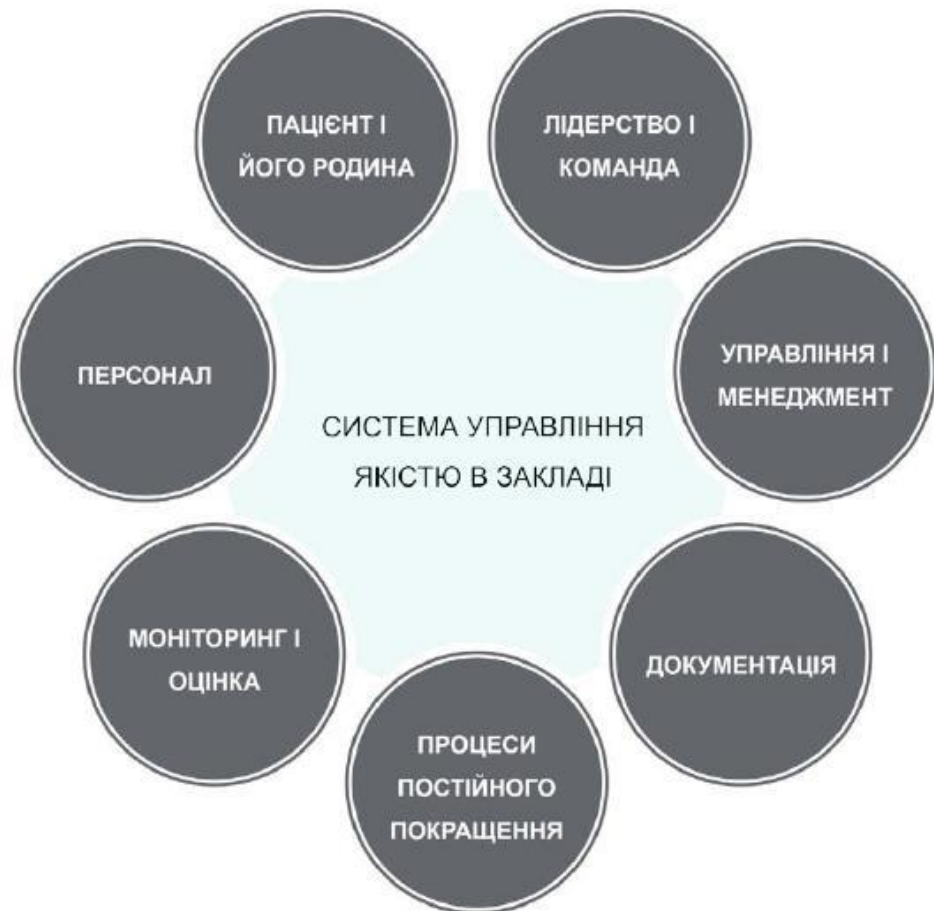 ПАЦІЄНТ І
ЙОГО РОДИНА
ЛІДЕРСТВО І
КОМАНДА
ПЕРСОНАЛ
УПРАВЛІННЯ І
МЕНЕДЖМЕНТ
СИСТЕМА УПРАВЛІННЯ
ЯКІСТЮ В ЗАКЛАДІ
МОНІТОРИНГ І
ОЦІНКА
ДОКУМЕНТАЦІЯ
ПРОЦЕСИ
ПОСТІЙНОГО
ПОКРАЩЕННЯ